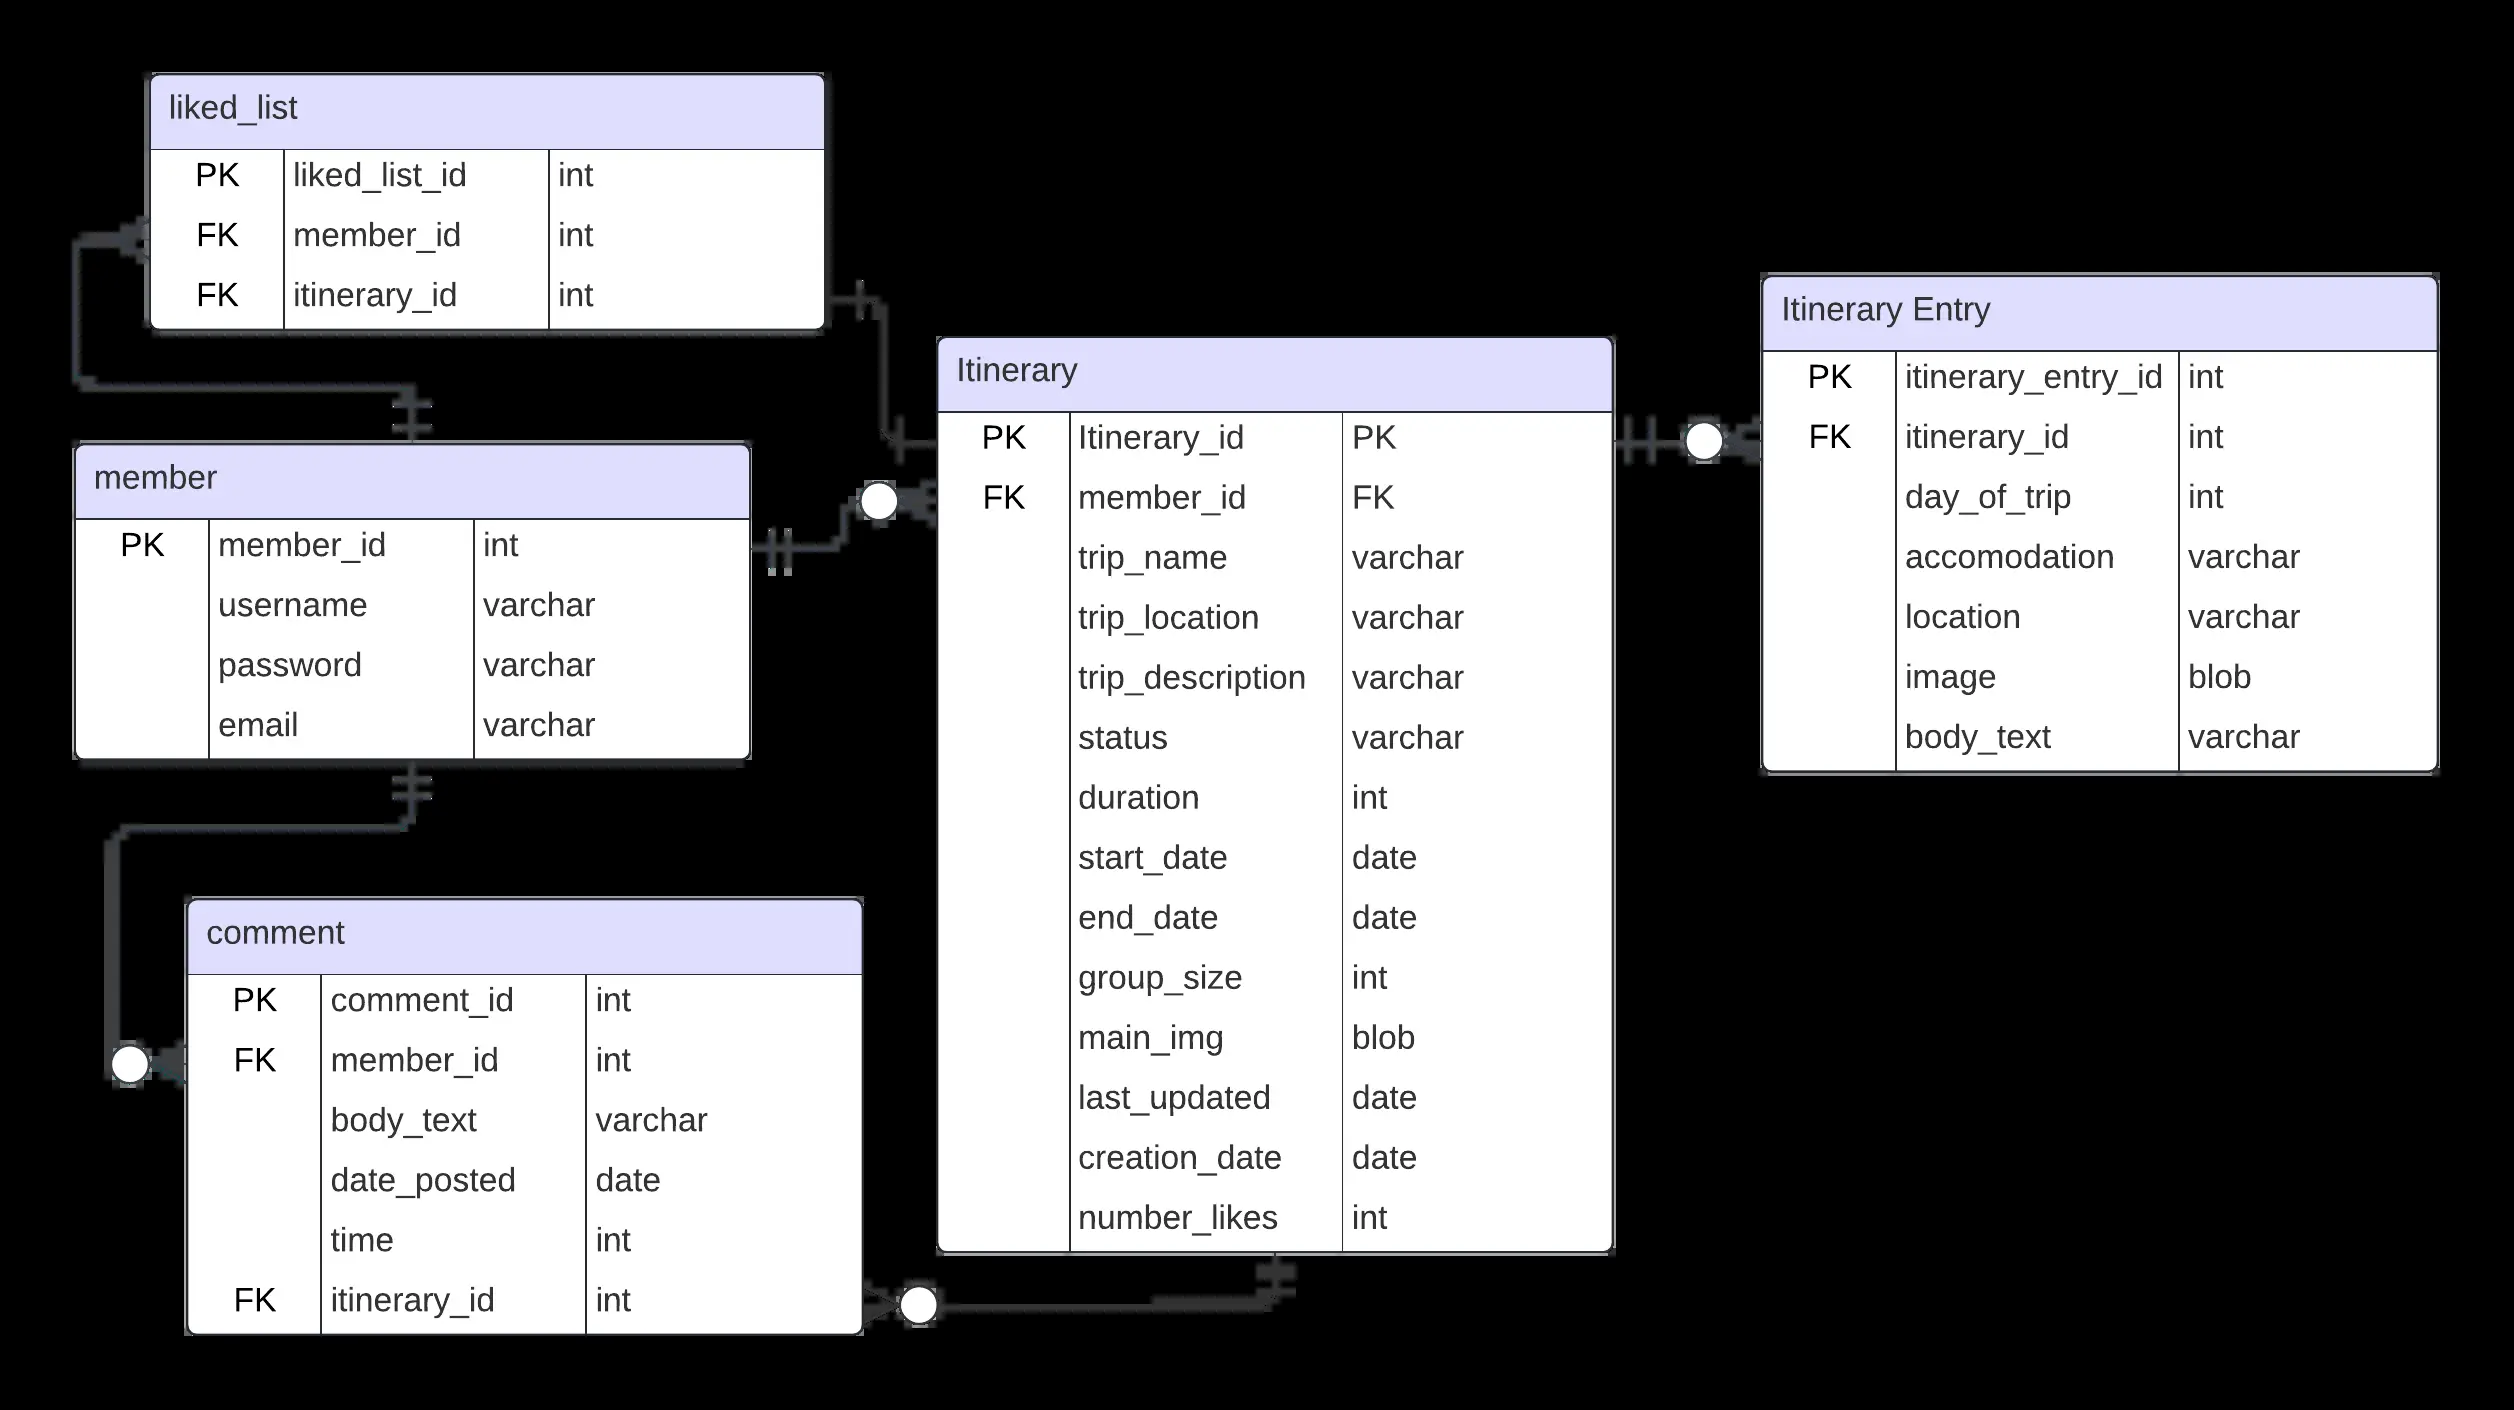 liked_list
PK liked_list_id int
FK member_id int
FK itinerary_id int
member
PK member_id int
username varchar
password varchar
email varchar
comment
PK comment_id int
FK member_id int
body_text varchar
date_posted date
time int
FK itinerary_id int
Itinerary
PK Itinerary_id PK
FK member_id FK
trip_name varchar
trip_location varchar
trip_description varchar
status varchar
duration int
start_date date
end_date date
group_size int
main_img blob
last_updated date
creation_date date
number_likes int
Itinerary Entry
PK itinerary_entry_id int
FK itinerary_id int
day_of_trip int
accomodation varchar
location varchar
image blob
body_text varchar